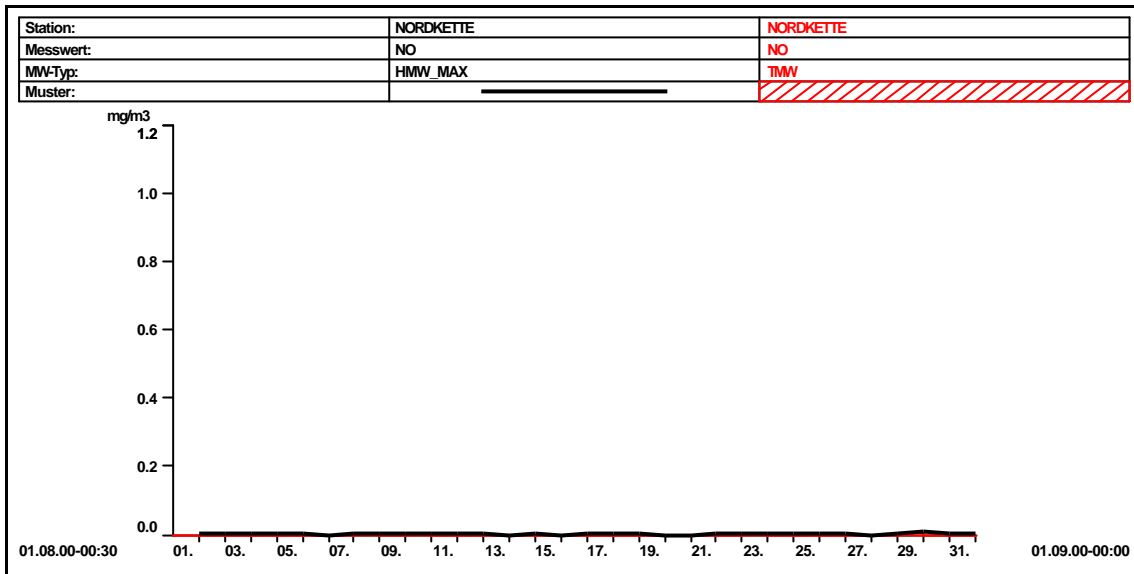 Station: NORDKETTE NORDKETTE
Messwert: NO NO
MW-Typ: HMW_MAX TMW
Muster:
mg/m3
1.2
1.0
0.8
0.6
0.4
0.2
0.0
01.08.00-00:30 01. 03. 05. 07. 09. 11. 13. 15. 17. 19. 21. 23. 25. 27. 29. 31. 01.09.00-00:00